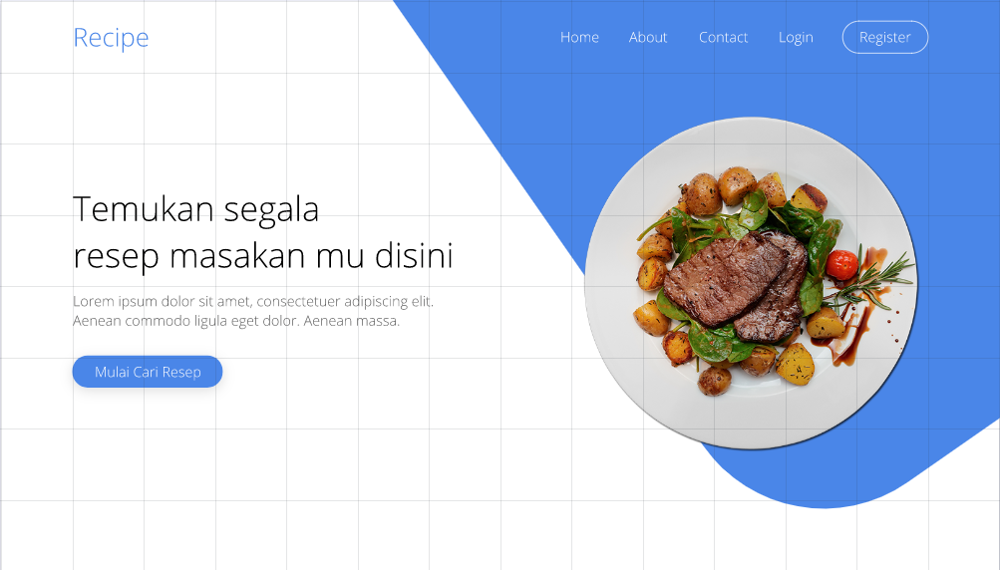 Recipe
Home About Contact Login Register
Temukan segala
resep masakan mu disini
Lorem ipsum dolor sit amet, consectetuer adipiscing elit.
Aenean commodo ligula eget dolor. Aenean massa.
Mulai Cari Resep